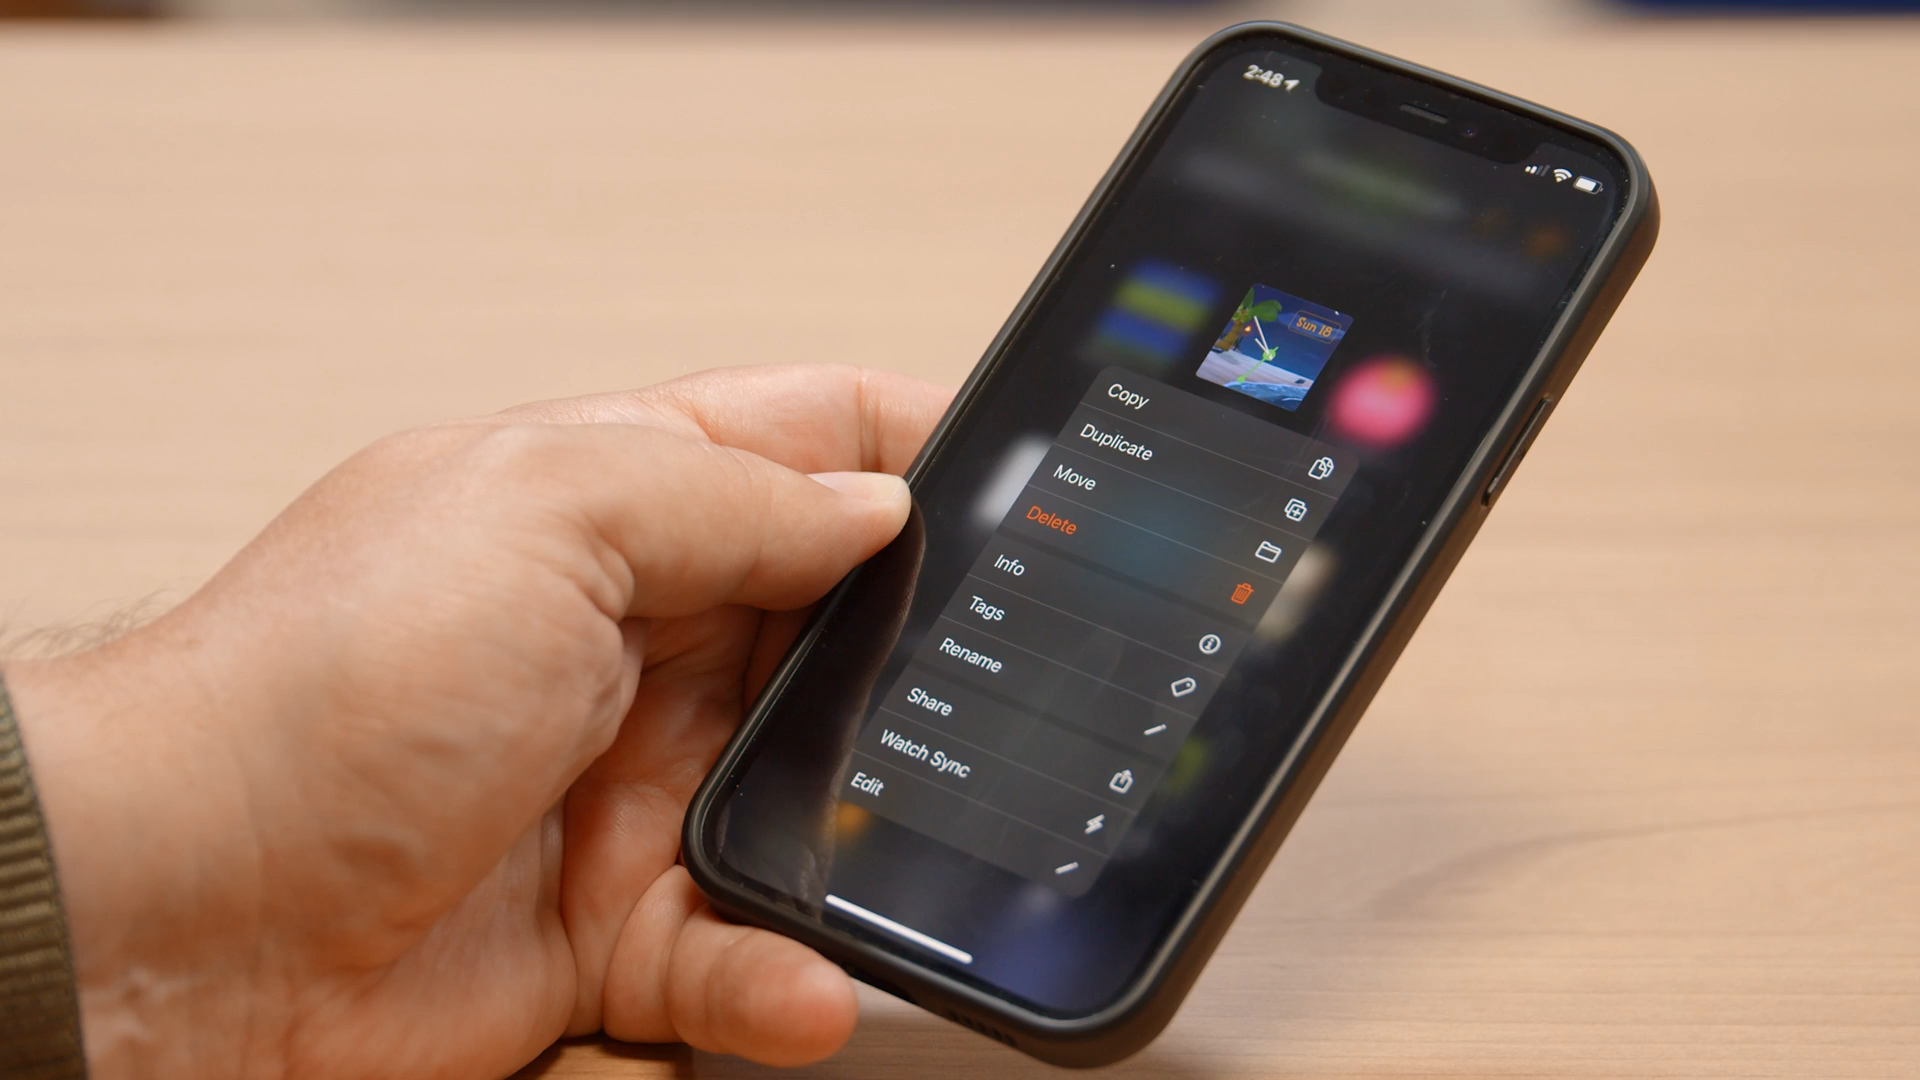 2:48
Sun 18
Copy
Duplicate
Move
Delete
Info
Tags
Rename
Share
Watch Sync
Edit